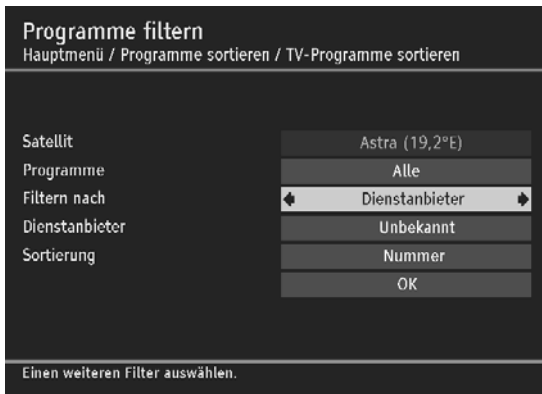 Programme filtern
Hauptmenü / Programme sortieren / TV-Programme sortieren
Satellit Astra (19,2°E)
Programme Alle
Filtern nach Dienstanbieter
Dienstanbieter Unbekannt
Sortierung Nummer
OK
Einen weiteren Filter auswählen.